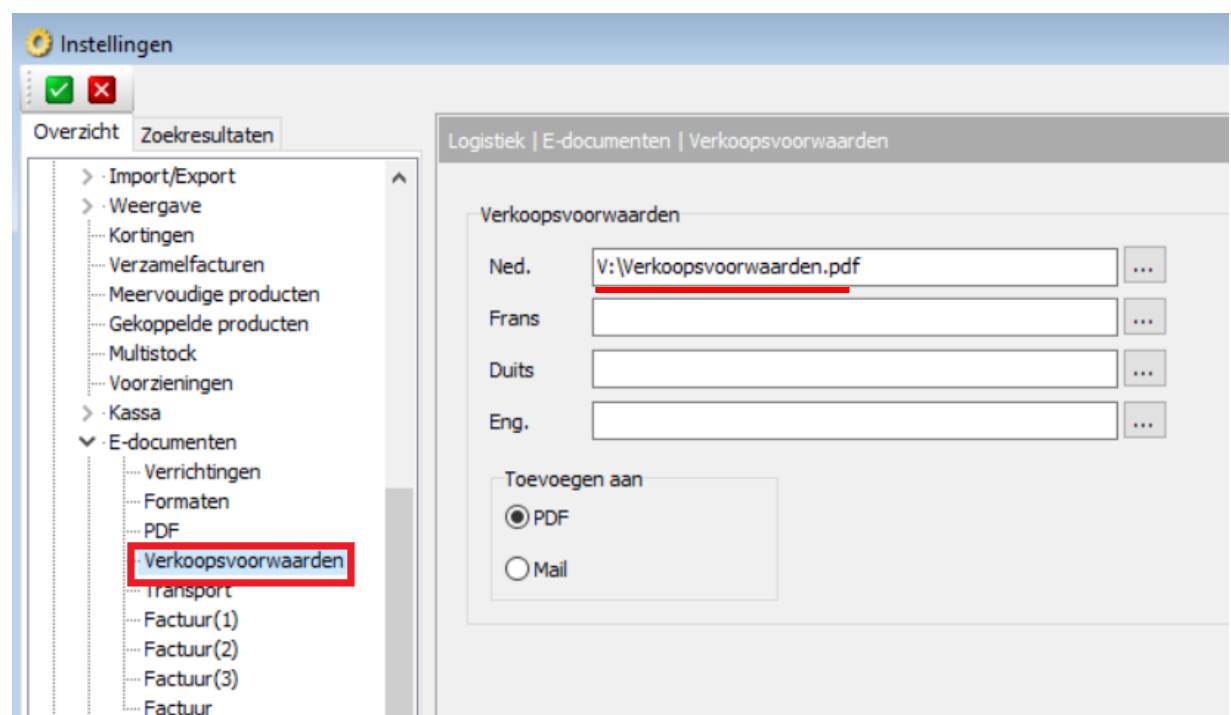 Instellingen
Overzicht
Zoekresultaten
Import/Export
Weergave
Kortingen
Verzamelfacturen
Meervoudige producten
Gekoppelde producten
Multistock
Voorzieningen
Kassa
E-documenten
Verrichtingen
Formaten
PDF
Verkoopsvoorwaarden
Transport
Factuur(1)
Factuur(2)
Factuur(3)
Factuur
Logistiek | E-documenten | Verkoopsvoorwaarden
Verkoopsvoorwaarden
Ned. V:\Verkoopsvoorwaarden.pdf ...
Frans ...
Duits ...
Eng. ...
Toevoegen aan
PDF
Mail